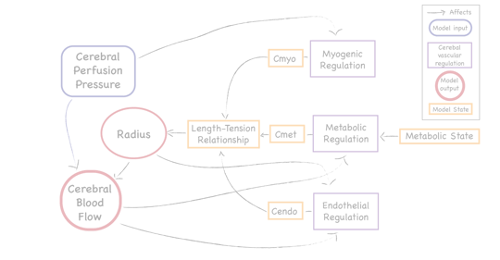 Affects
Model input
Cerebral
vascular
regulation
Model
output
Model State
Cerebral
Perfusion
Pressure
Cmyo
Myogenic
Regulation
Radius
Length-Tension
Relationship
Cmet
Metabolic
Regulation
Metabolic State
Cerebral
Blood
Flow
Cendo
Endothelial
Regulation